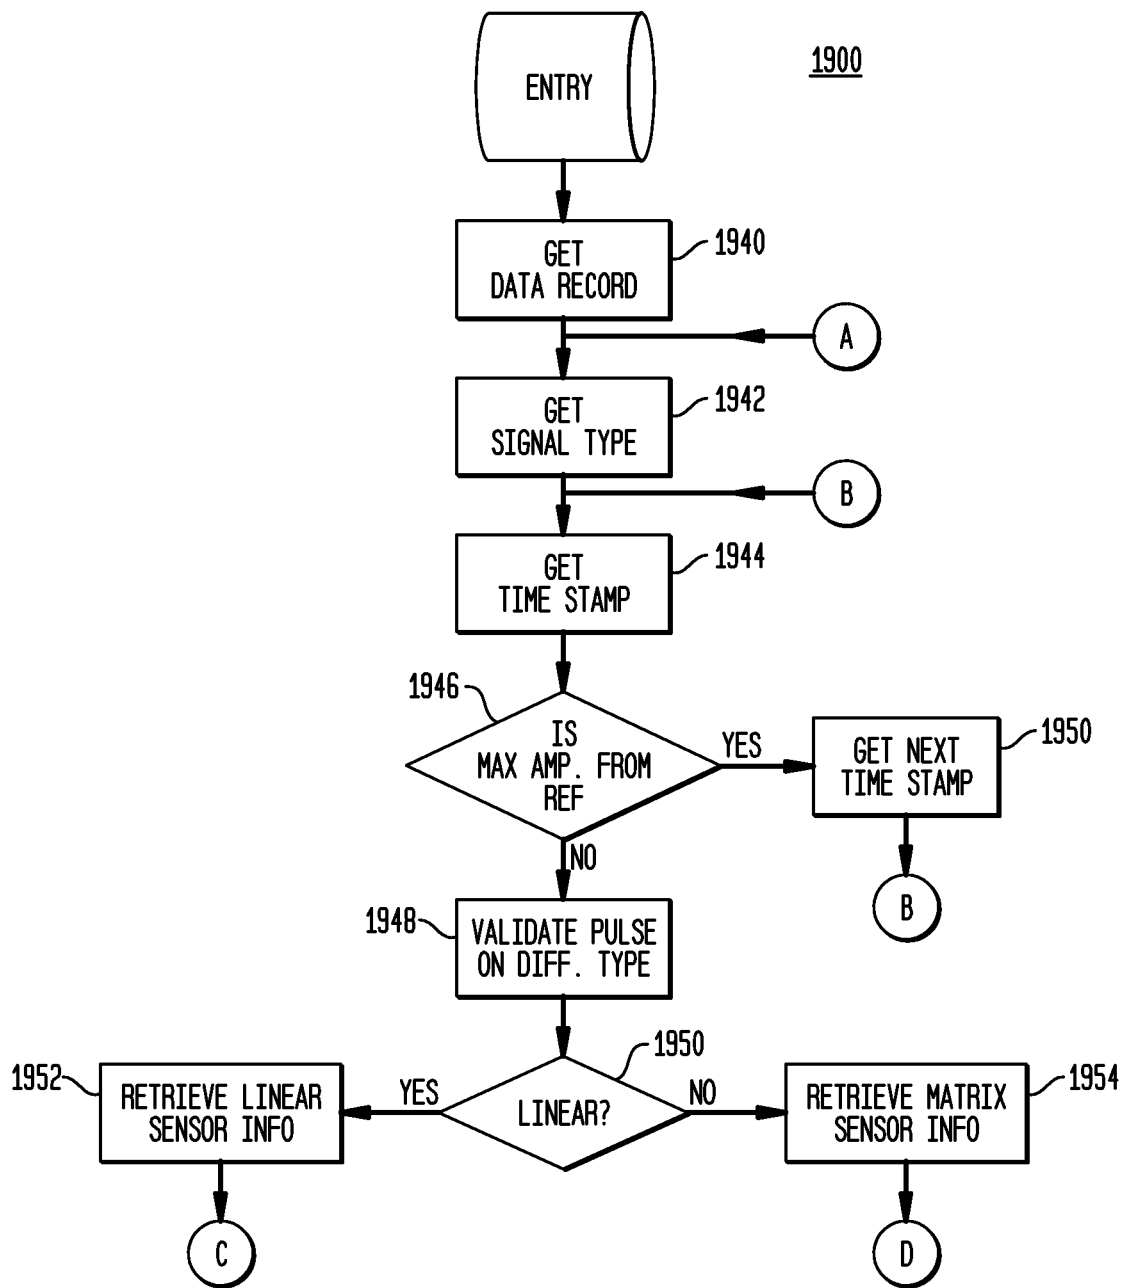 1900
ENTRY
GET
DATA RECORD
1940
A
GET
SIGNAL TYPE
1942
B
GET
TIME STAMP
1944
1946
IS
MAX AMP. FROM
REF
YES
GET NEXT
TIME STAMP
1950
NO
B
1948
VALIDATE PULSE
ON DIFF. TYPE
1950
LINEAR?
YES
NO
1952
RETRIEVE LINEAR
SENSOR INFO
1954
RETRIEVE MATRIX
SENSOR INFO
C
D